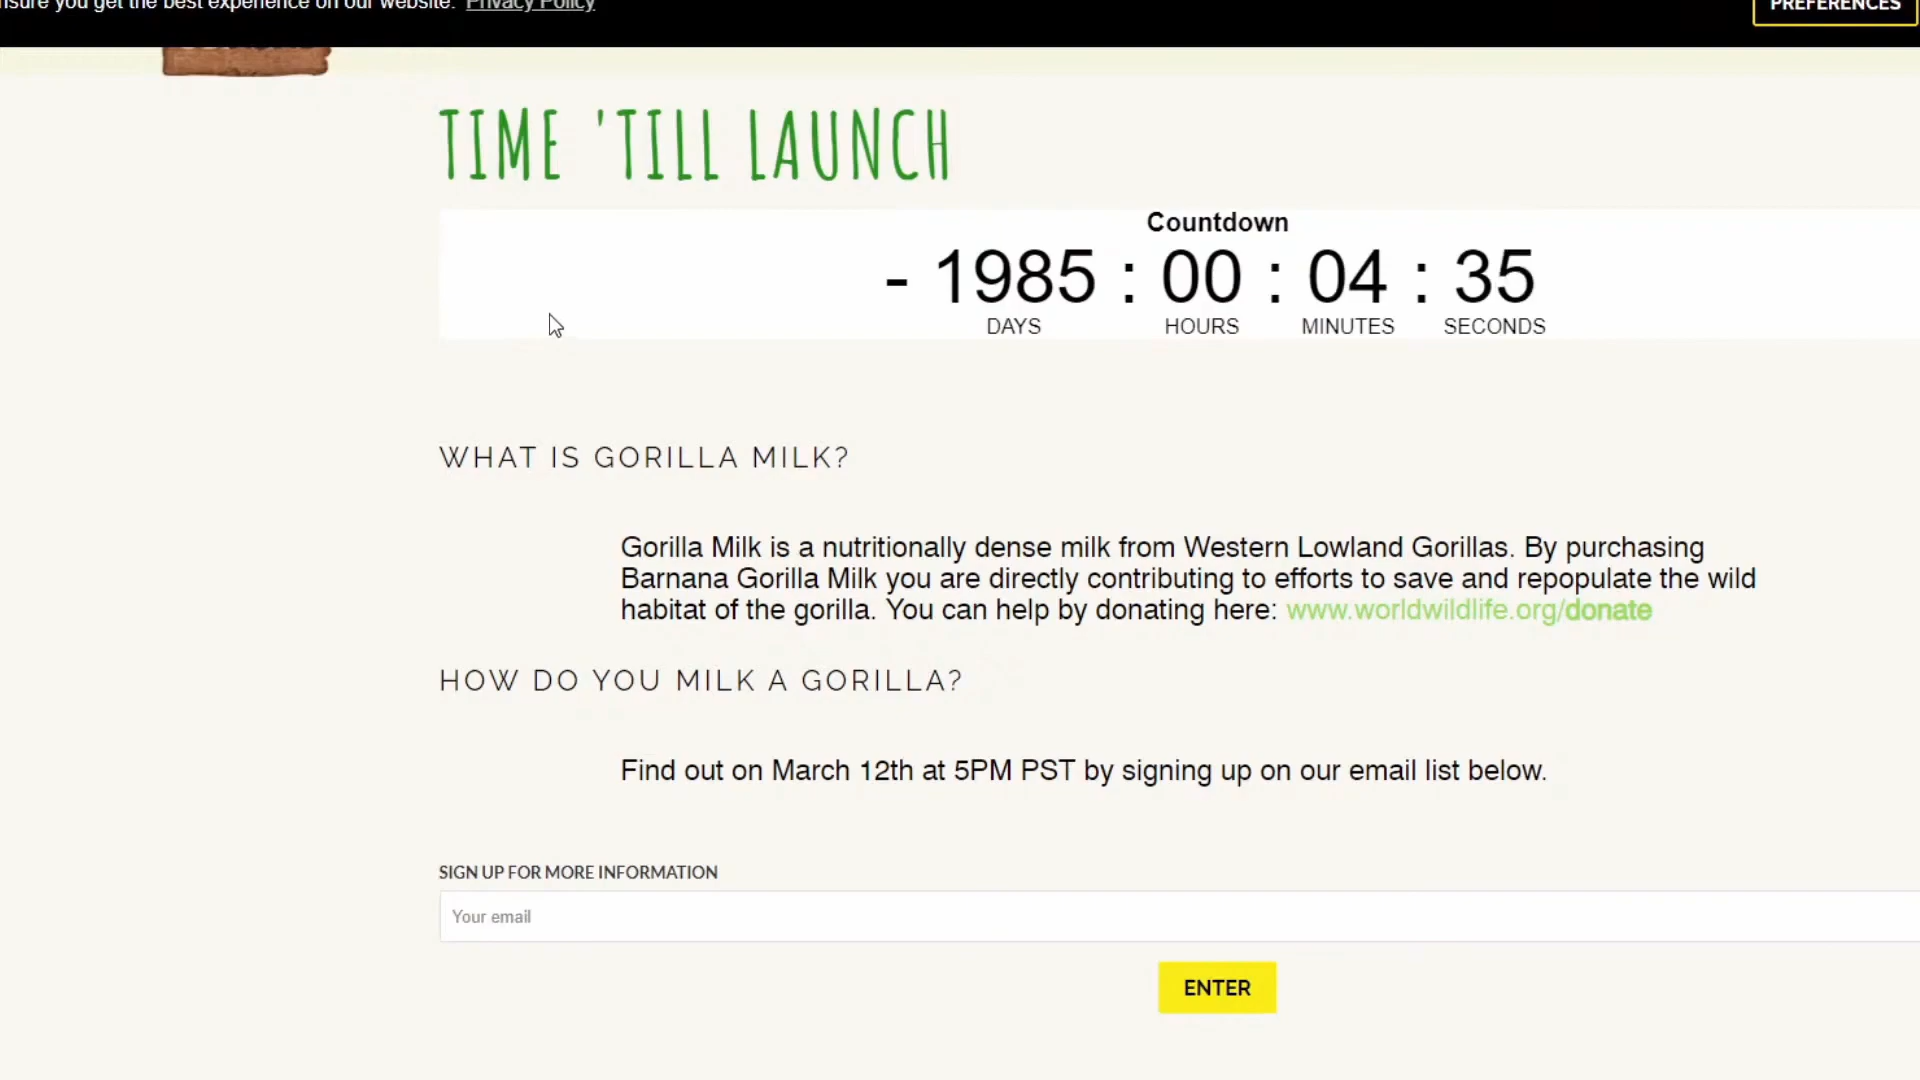 nsure you get the best experience on our website. Privacy Policy
PREFERENCES
TIME 'TILL LAUNCH
Countdown
- 1985 : 00 : 04 : 35
DAYS HOURS MINUTES SECONDS
WHAT IS GORILLA MILK?
Gorilla Milk is a nutritionally dense milk from Western Lowland Gorillas. By purchasing
Barnana Gorilla Milk you are directly contributing to efforts to save and repopulate the wild
habitat of the gorilla. You can help by donating here: www.worldwildlife.org/donate
HOW DO YOU MILK A GORILLA?
Find out on March 12th at 5PM PST by signing up on our email list below.
SIGN UP FOR MORE INFORMATION
Your email
ENTER